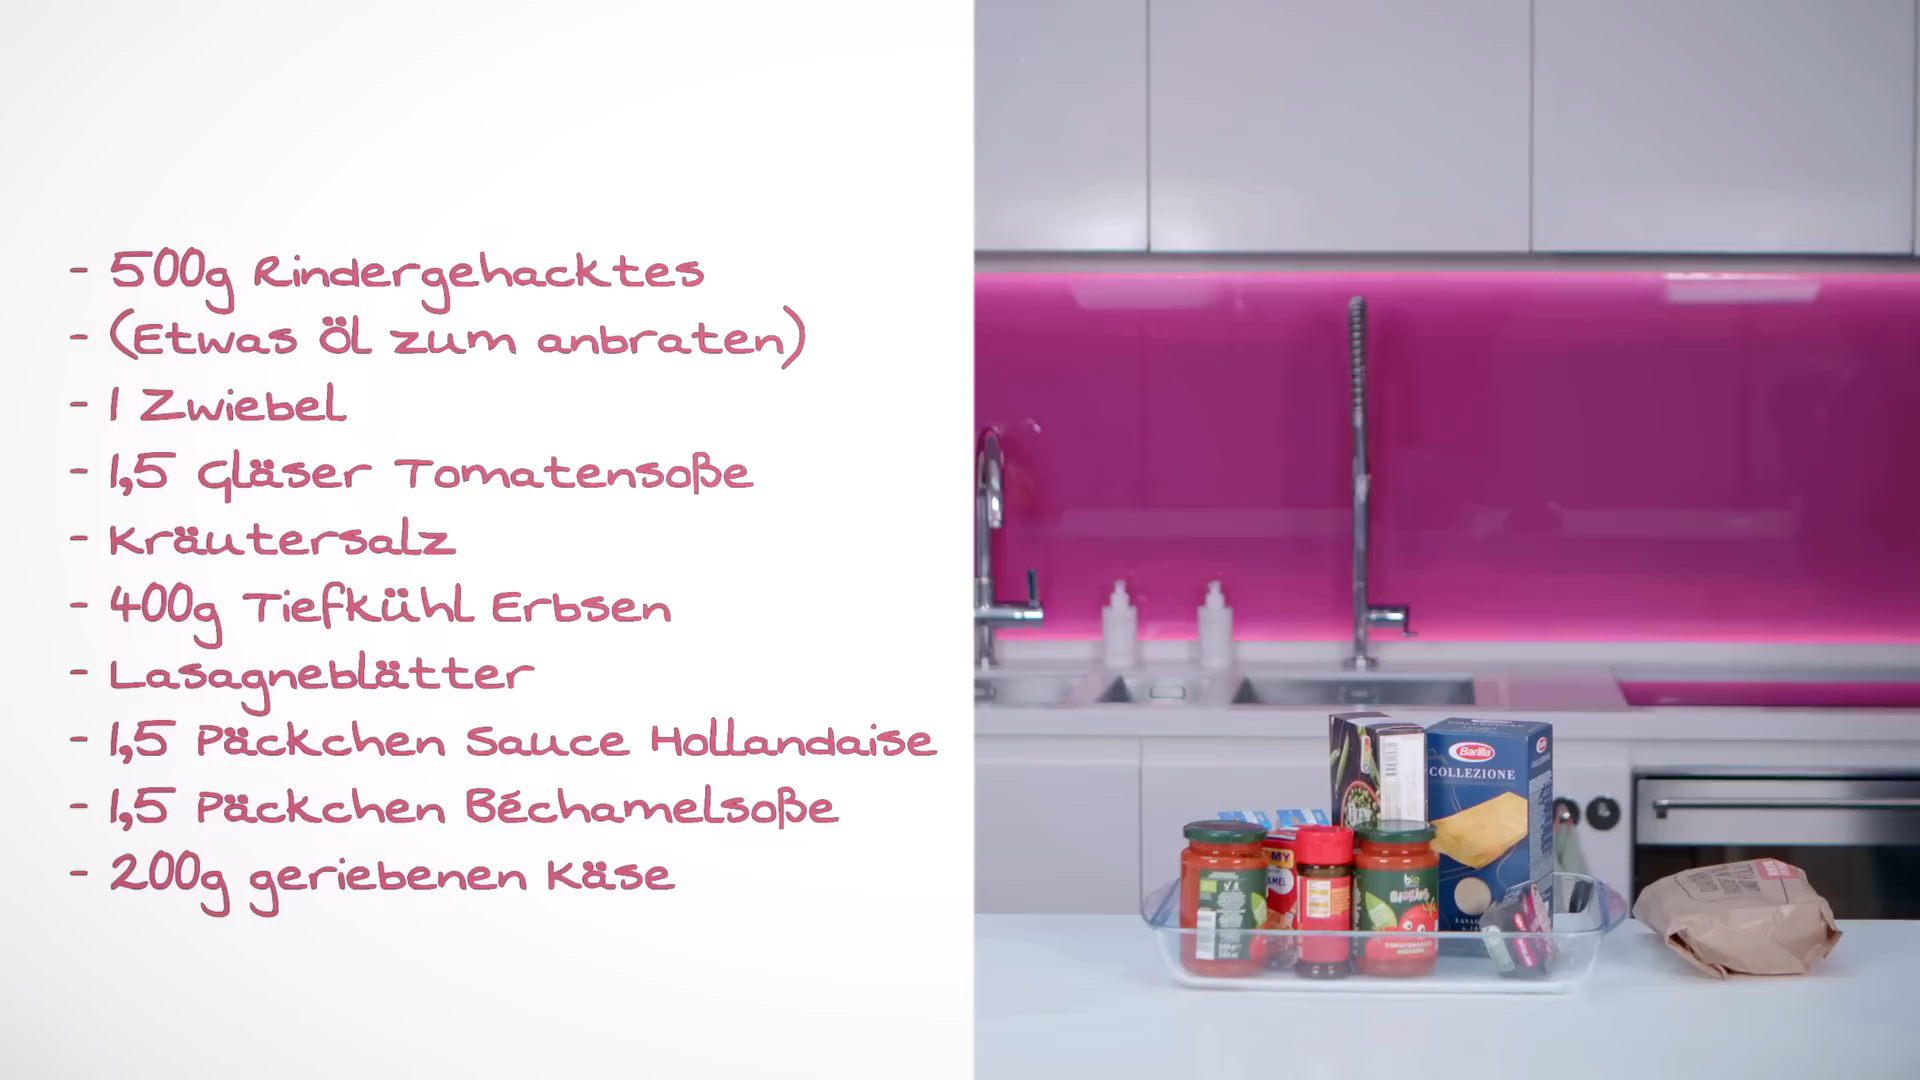 - 500g Rindergehacktes
- (Etwas öl zum anbraten)
- 1 Zwiebel
- 1,5 Gläser Tomatensoße
- Kräutersalz
- 400g Tiefkühl Erbsen
- Lasagneblätter
- 1,5 Päckchen Sauce Hollandaise
- 1,5 Päckchen Béchamelsoße
- 200g geriebenen Käse
Barilla
COLLEZIONE
bio